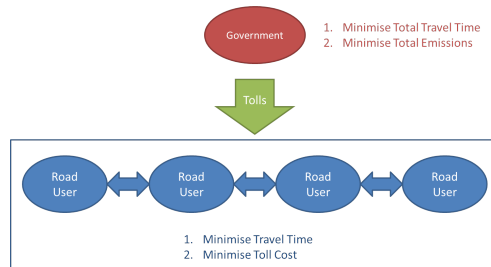 Government
1. Minimise Total Travel Time
2. Minimise Total Emissions
Tolls
Road
User
Road
User
Road
User
Road
User
1. Minimise Travel Time
2. Minimise Toll Cost